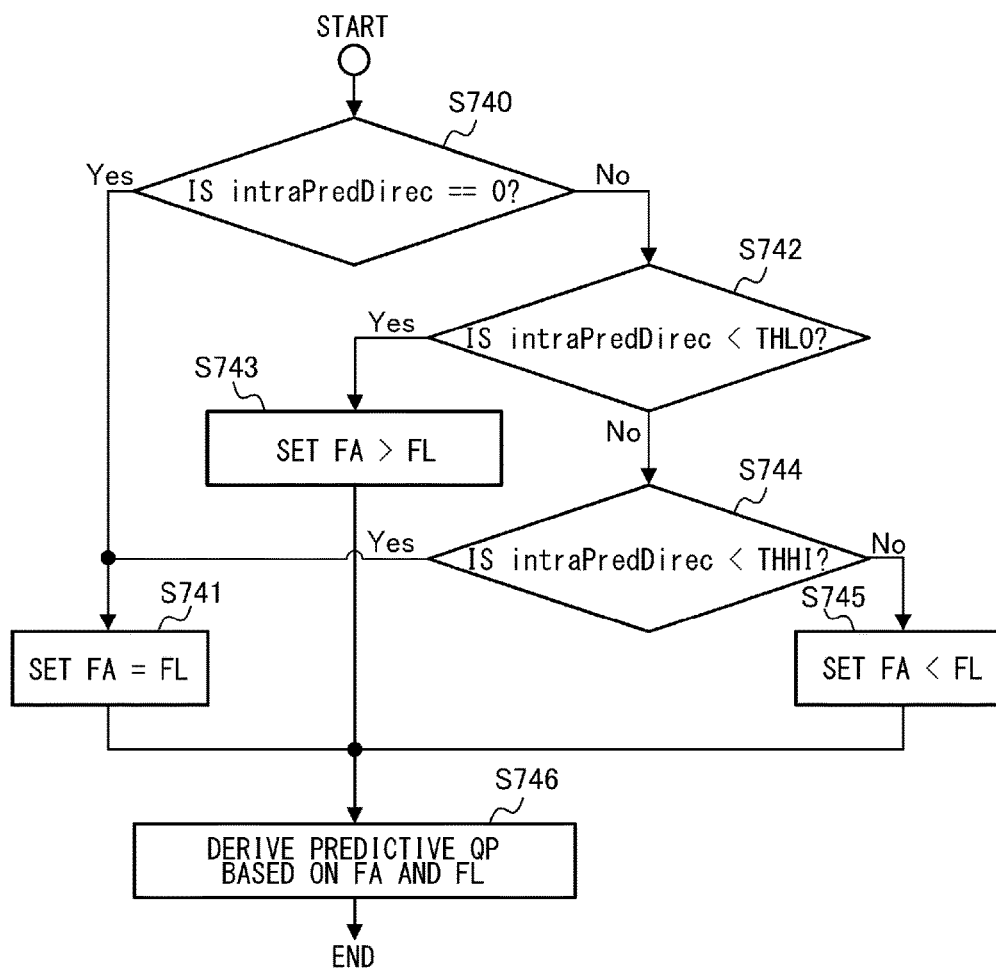 START
S740
Yes
IS intraPredDirec == 0?
No
S742
Yes
IS intraPredDirec < THLO?
S743
No
SET FA > FL
S744
Yes
IS intraPredDirec < THHI?
No
S741
S745
SET FA = FL
SET FA < FL
S746
DERIVE PREDICTIVE QP
BASED ON FA AND FL
END